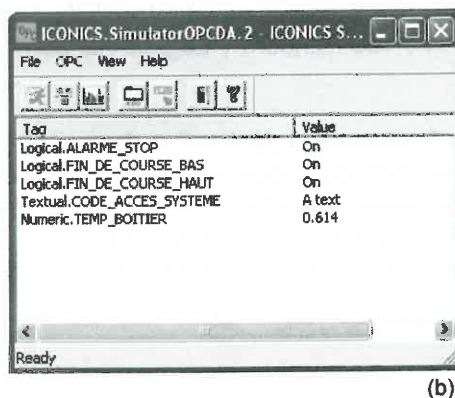 ICONICS.SimulatorOPCDA.2 - ICONICS S...
File OPC View Help
Tag Value
Logical.ALARME_STOP On
Logical.FIN_DE_COURSE_BAS On
Logical.FIN_DE_COURSE_HAUT On
Textual.CODE_ACCES_SYSTEME A text
Numeric.TEMP_BOITIER 0.614
Ready
(b)